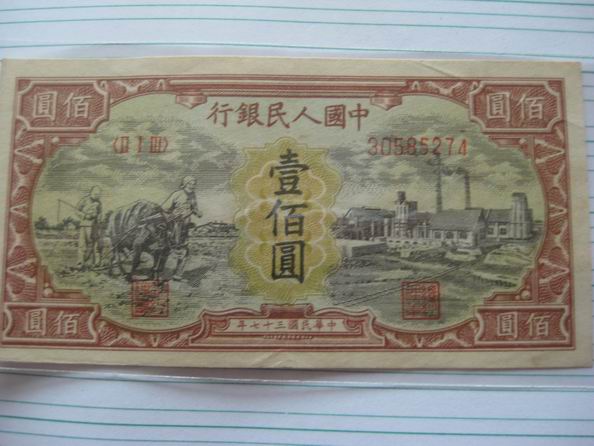 佰圓
佰圓
中國人民銀行
〈I II III〉
30585274
壹佰圓
佰圓
佰圓
中華民國三十七年